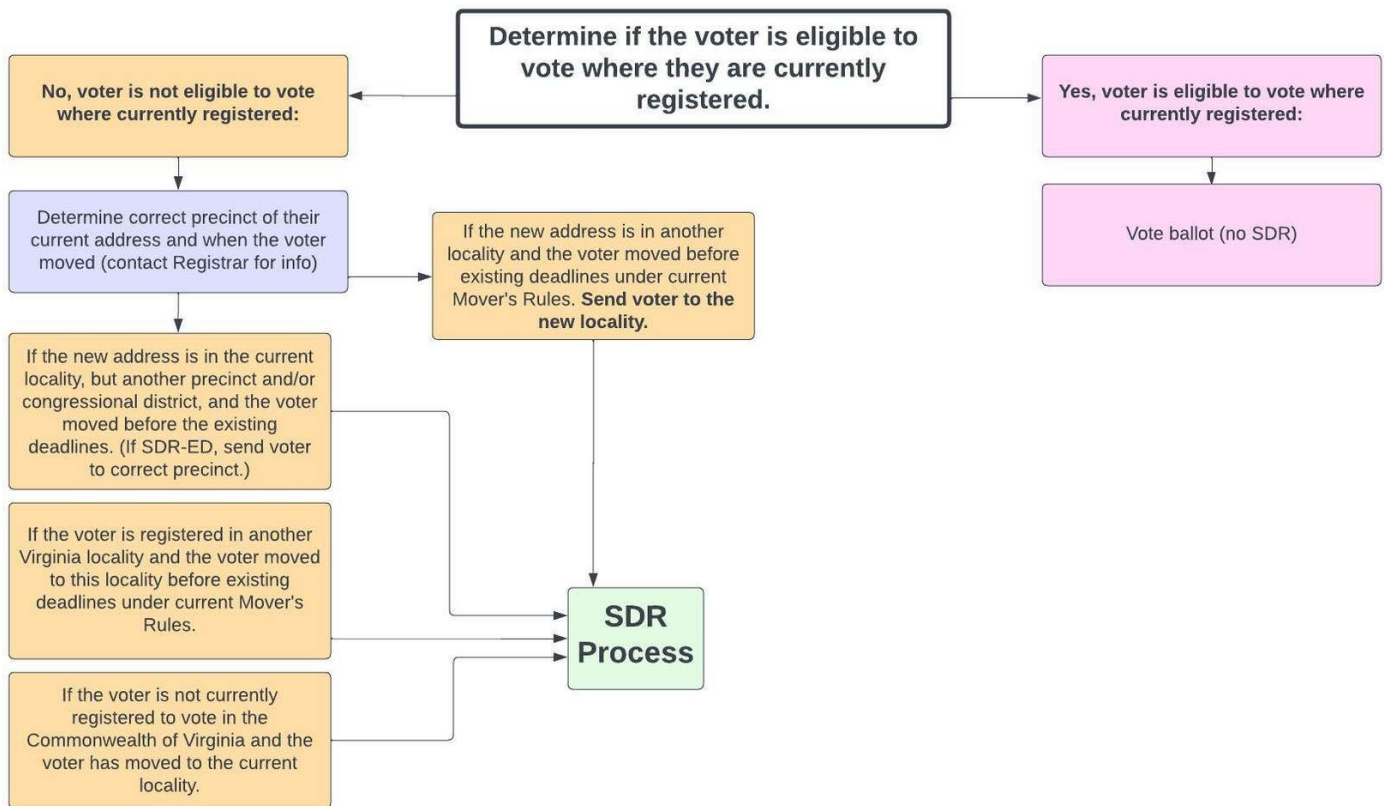 Determine if the voter is eligible to
vote where they are currently
registered.
No, voter is not eligible to vote
where currently registered:
Yes, voter is eligible to vote where
currently registered:
Determine correct precinct of their
current address and when the voter
moved (contact Registrar for info)
If the new address is in another
locality and the voter moved before
existing deadlines under current
Mover's Rules. Send voter to the
new locality.
Vote ballot (no SDR)
If the new address is in the current
locality, but another precinct and/or
congressional district, and the voter
moved before the existing
deadlines. (If SDR-ED, send voter
to correct precinct.)
If the voter is registered in another
Virginia locality and the voter moved
to this locality before existing
deadlines under current Mover's
Rules.
SDR
Process
If the voter is not currently
registered to vote in the
Commonwealth of Virginia and the
voter has moved to the current
locality.